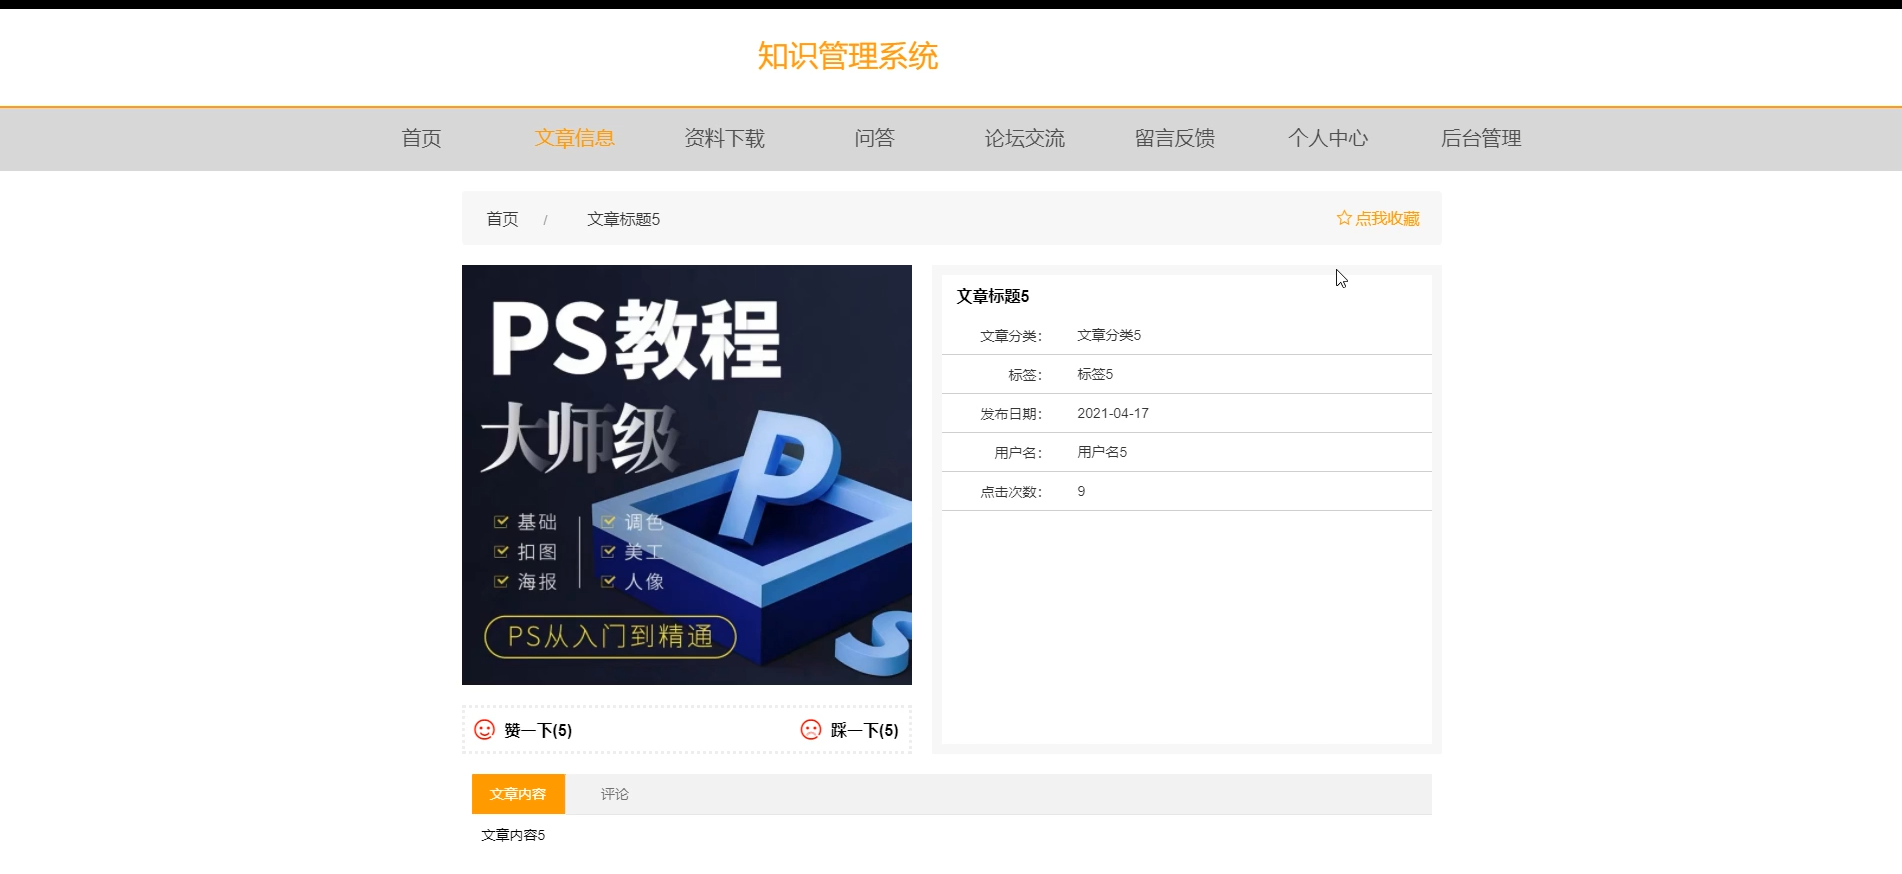 知识管理系统
首页 文章信息 资料下载 问答 论坛交流 留言反馈 个人中心 后台管理
首页 / 文章标题5 点我收藏
PS教程
大师级
基础 调色
扣图 美工
海报 人像
PS从入门到精通
P
S
文章标题5
文章分类： 文章分类5
标签： 标签5
发布日期： 2021-04-17
用户名： 用户名5
点击次数： 9
赞一下(5) 踩一下(5)
文章内容 评论
文章内容5